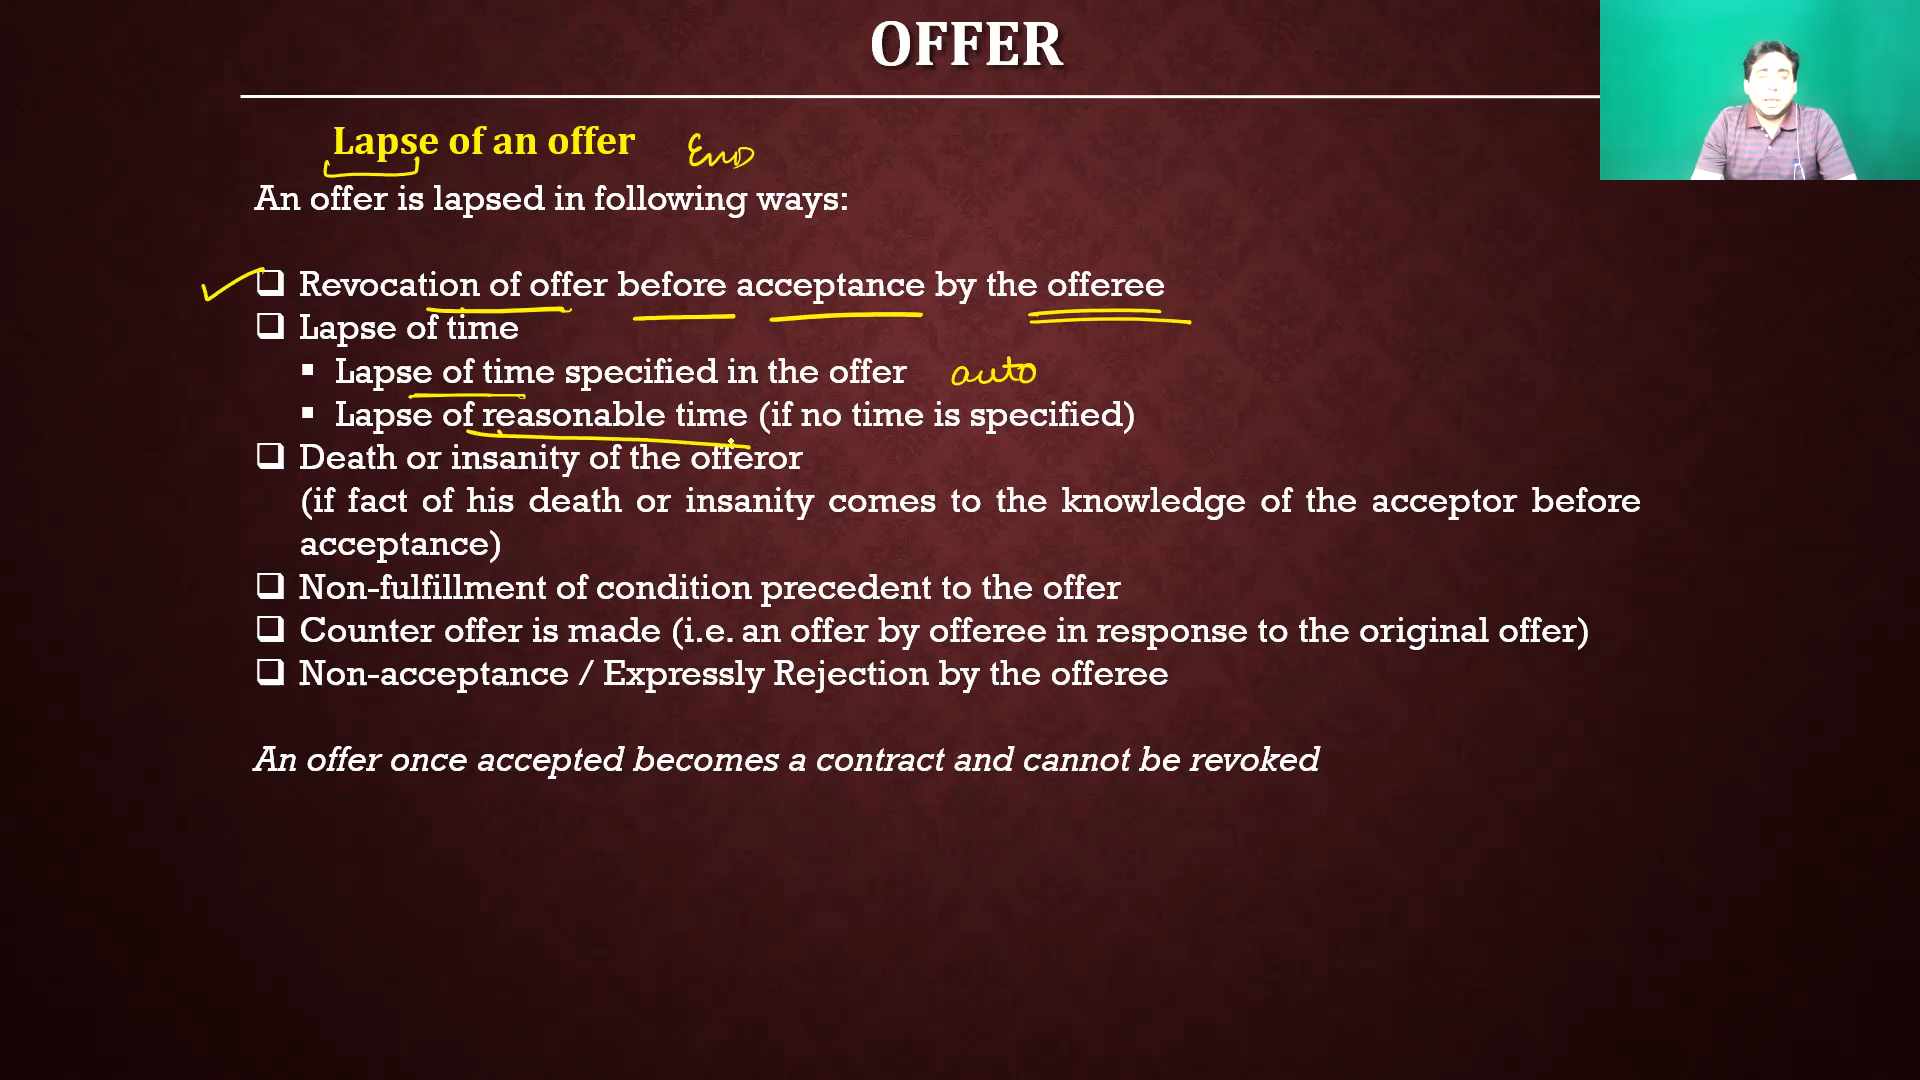 OFFER
Lapse of an offer END
An offer is lapsed in following ways:
Revocation of offer before acceptance by the offeree
Lapse of time
Lapse of time specified in the offer auto
Lapse of reasonable time (if no time is specified)
Death or insanity of the offeror
(if fact of his death or insanity comes to the knowledge of the acceptor before
acceptance)
Non-fulfillment of condition precedent to the offer
Counter offer is made (i.e. an offer by offeree in response to the original offer)
Non-acceptance / Expressly Rejection by the offeree
An offer once accepted becomes a contract and cannot be revoked